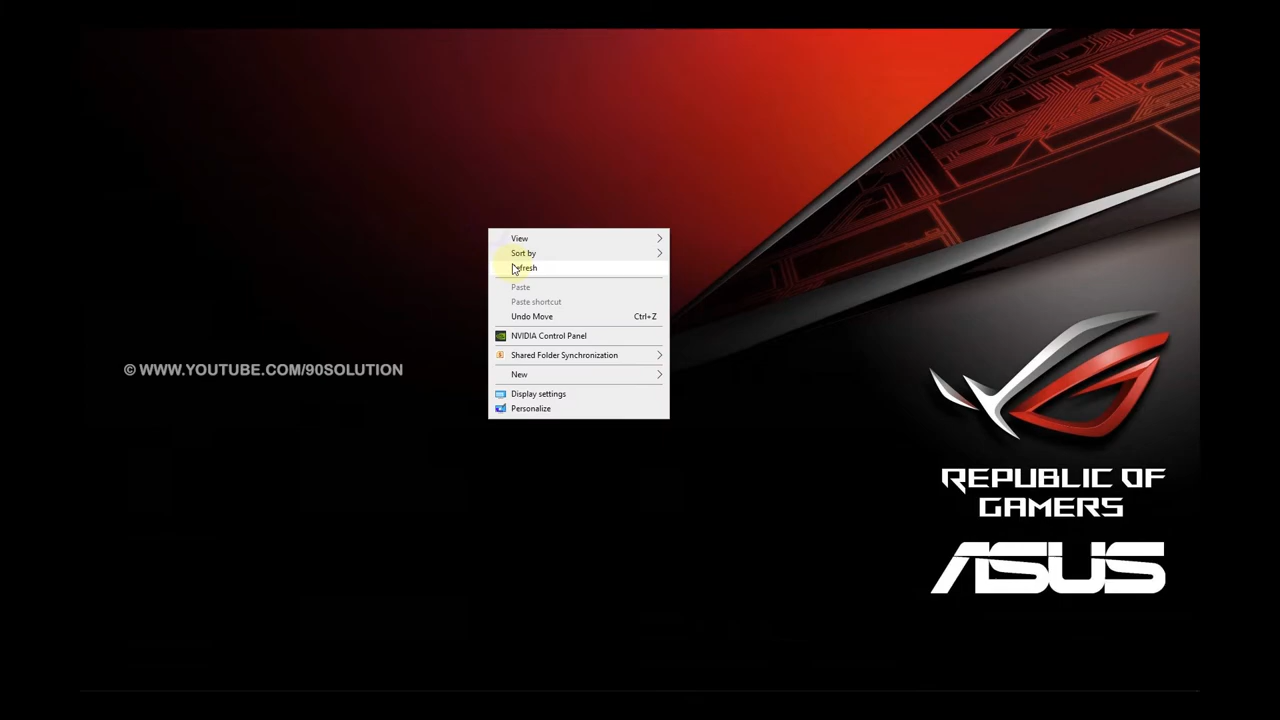 View
Sort by
Refresh
Paste
Paste shortcut
Undo Move Ctrl+Z
NVIDIA Control Panel
Shared Folder Synchronization
New
Display settings
Personalize
© WWW.YOUTUBE.COM/90SOLUTION
REPUBLIC OF
GAMERS
ASUS